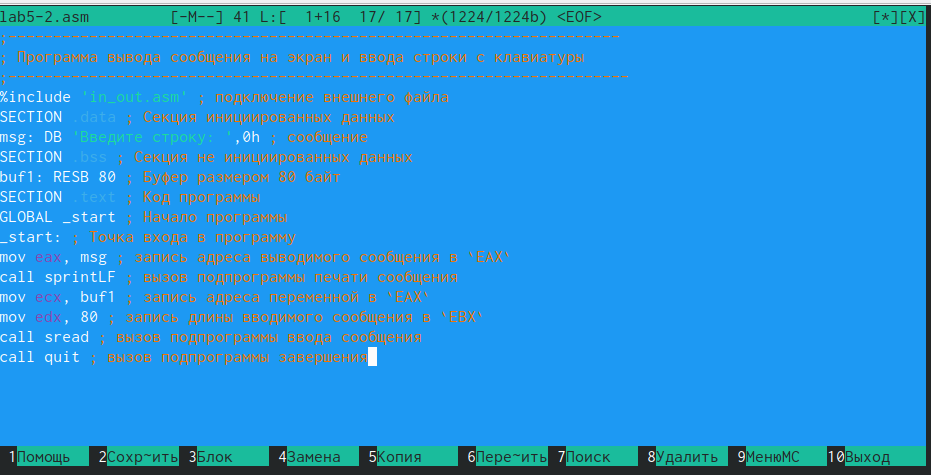 lab5-2.asm [-M--] 41 L:[ 1+16 17/ 17] *(1224/1224b) <EOF> [*][X]
;--------------------------------------------------------------------
; Программа вывода сообщения на экран и ввода строки с клавиатуры
;---------------------------------------------------------------------
%include 'in_out.asm' ; подключение внешнего файла
SECTION .data ; Секция инициированных данных
msg: DB 'Введите строку: ',0h ; сообщение
SECTION .bss ; Секция не инициированных данных
buf1: RESB 80 ; Буфер размером 80 байт
SECTION .text ; Код программы
GLOBAL _start ; Начало программы
_start: ; Точка входа в программу
mov eax, msg ; запись адреса выводимого сообщения в `EAX`
call sprintLF ; вызов подпрограммы печати сообщения
mov ecx, buf1 ; запись адреса переменной в `EAX`
mov edx, 80 ; запись длины вводимого сообщения в `EBX`
call sread ; вызов подпрограммы ввода сообщения
call quit ; вызов подпрограммы завершения
1Помощь 2Сохр~ить 3Блок 4Замена 5Копия 6Пере~ить 7Поиск 8Удалить 9МенюMC 10Выход